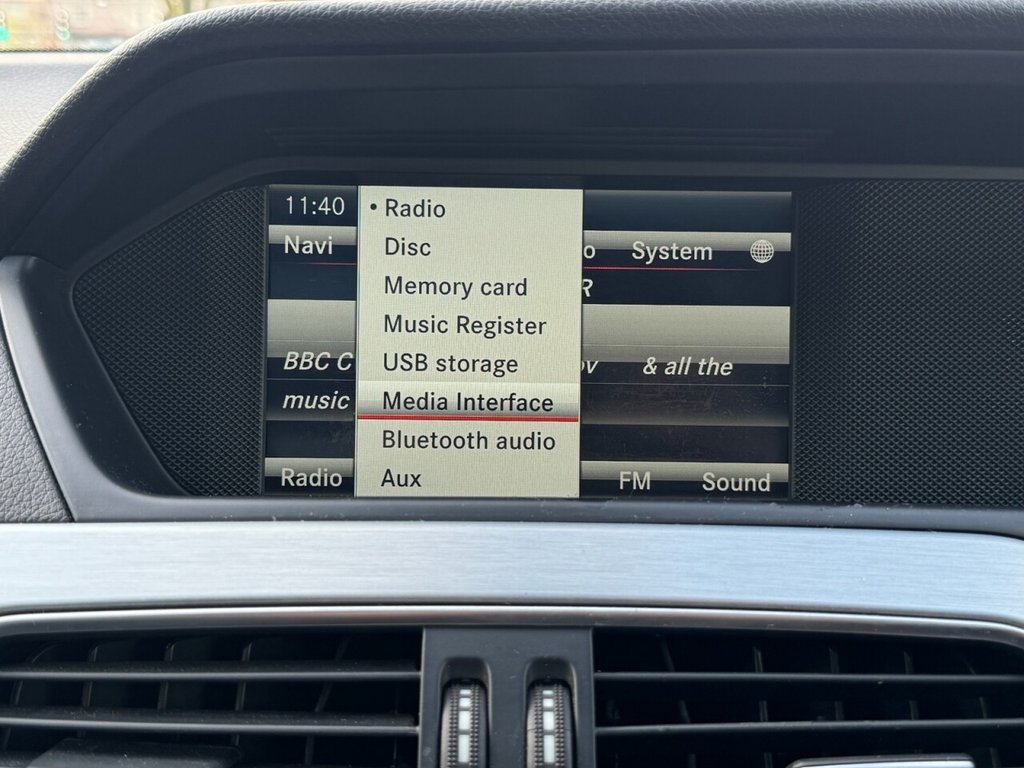 11:40
Navi
o
System
R
BBC C
ov
& all the
music
• Radio
Disc
Memory card
Music Register
USB storage
Media Interface
Bluetooth audio
Aux
Radio
FM
Sound